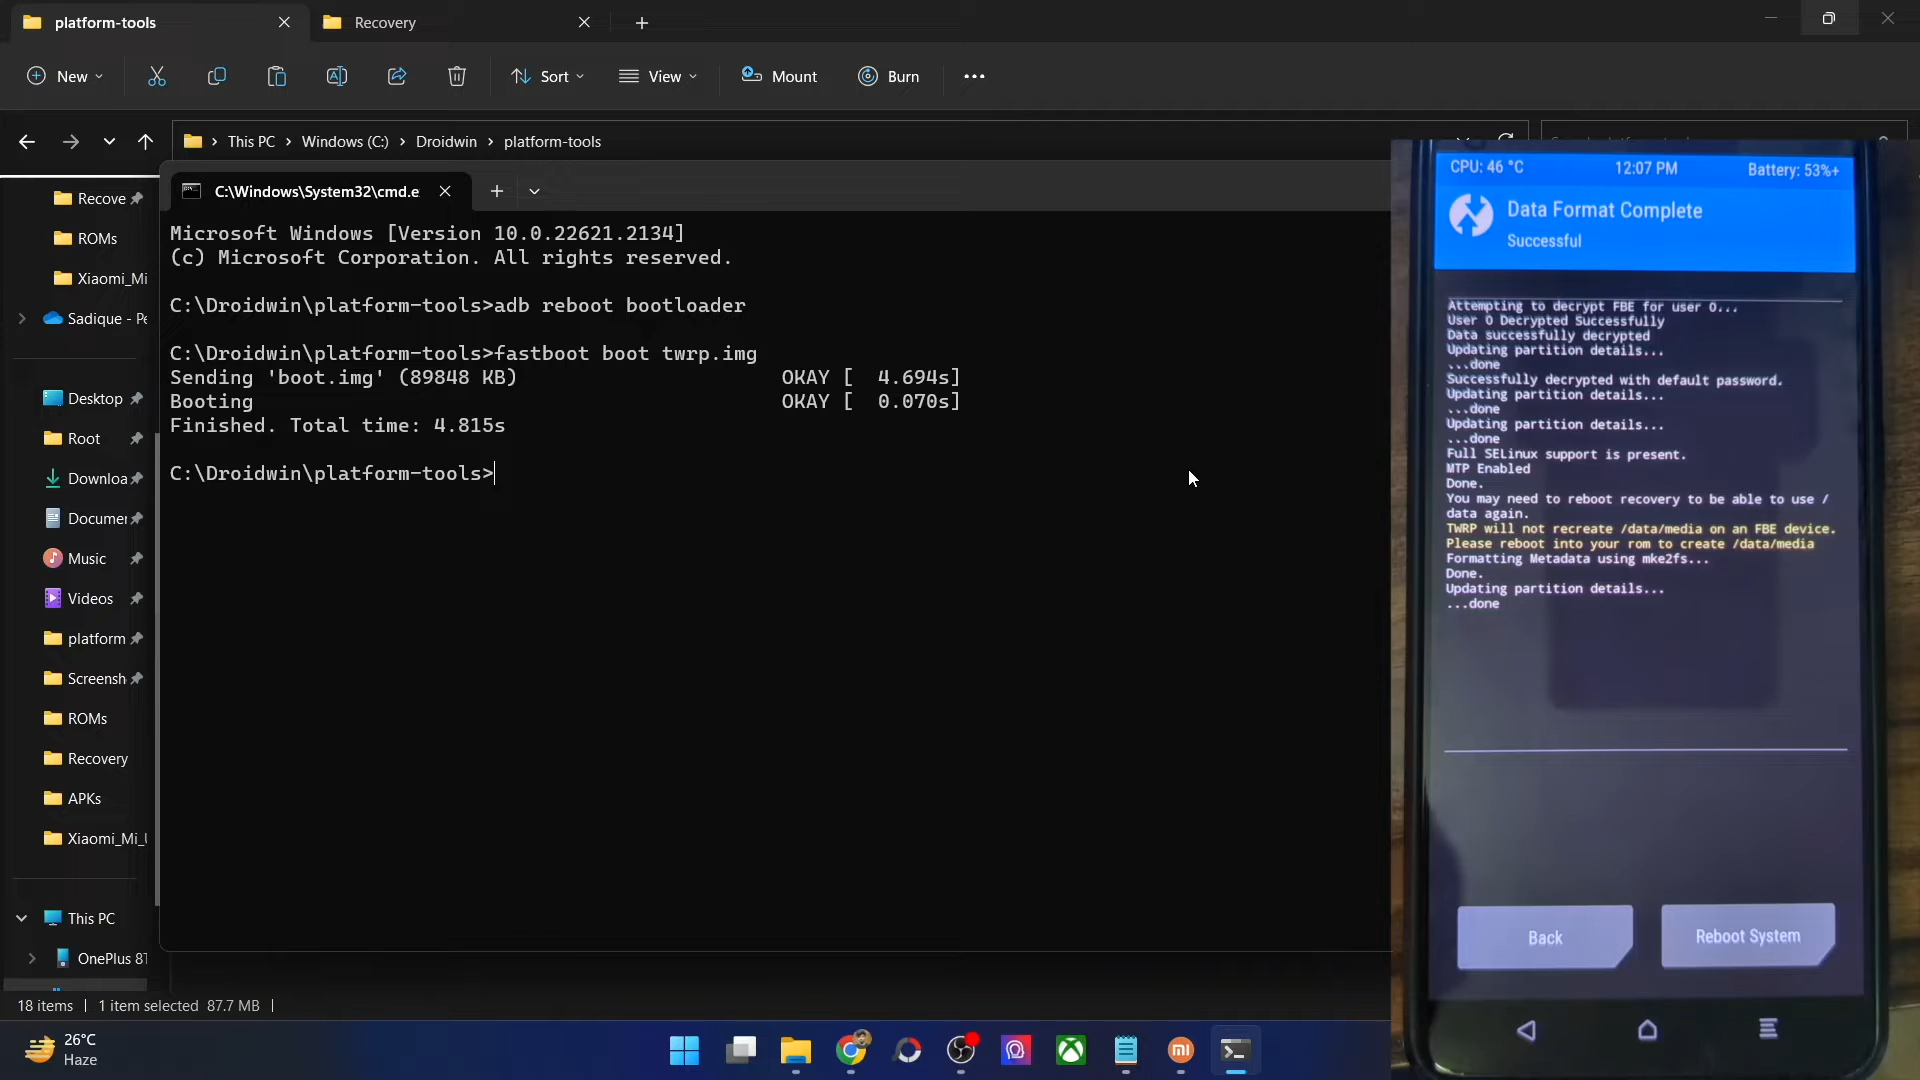 platform-tools
Recovery
New
Sort
View
Mount
Burn
This PC
Windows (C:)
Droidwin
platform-tools
Recove
ROMs
Xiaomi_Mi
Sadique - Pe
Desktop
Root
Downloa
Documer
Music
Videos
platform
Screensh
ROMs
Recovery
APKs
Xiaomi_Mi_
This PC
OnePlus 8T
18 items
1 item selected 87.7 MB
C:\Windows\System32\cmd.e
Microsoft Windows [Version 10.0.22621.2134]
(c) Microsoft Corporation. All rights reserved.
C:\Droidwin\platform-tools>adb reboot bootloader
C:\Droidwin\platform-tools>fastboot boot twrp.img
Sending 'boot.img' (89848 KB) OKAY [ 4.694s]
Booting OKAY [ 0.070s]
Finished. Total time: 4.815s
C:\Droidwin\platform-tools>
CPU: 46 °C 12:07 PM Battery: 53%+
Data Format Complete
Successful
Attempting to decrypt FBE for user 0...
User 0 Decrypted Successfully
Data successfully decrypted
Updating partition details...
...done
Successfully decrypted with default password.
Updating partition details...
...done
Updating partition details...
...done
Full SELinux support is present.
MTP Enabled
Done.
You may need to reboot recovery to be able to use /
data again.
TWRP will not recreate /data/media on an FBE device.
Please reboot into your rom to create /data/media
Formatting Metadata using mke2fs...
Done.
Updating partition details...
...done
Back
Reboot System
26°C
Haze